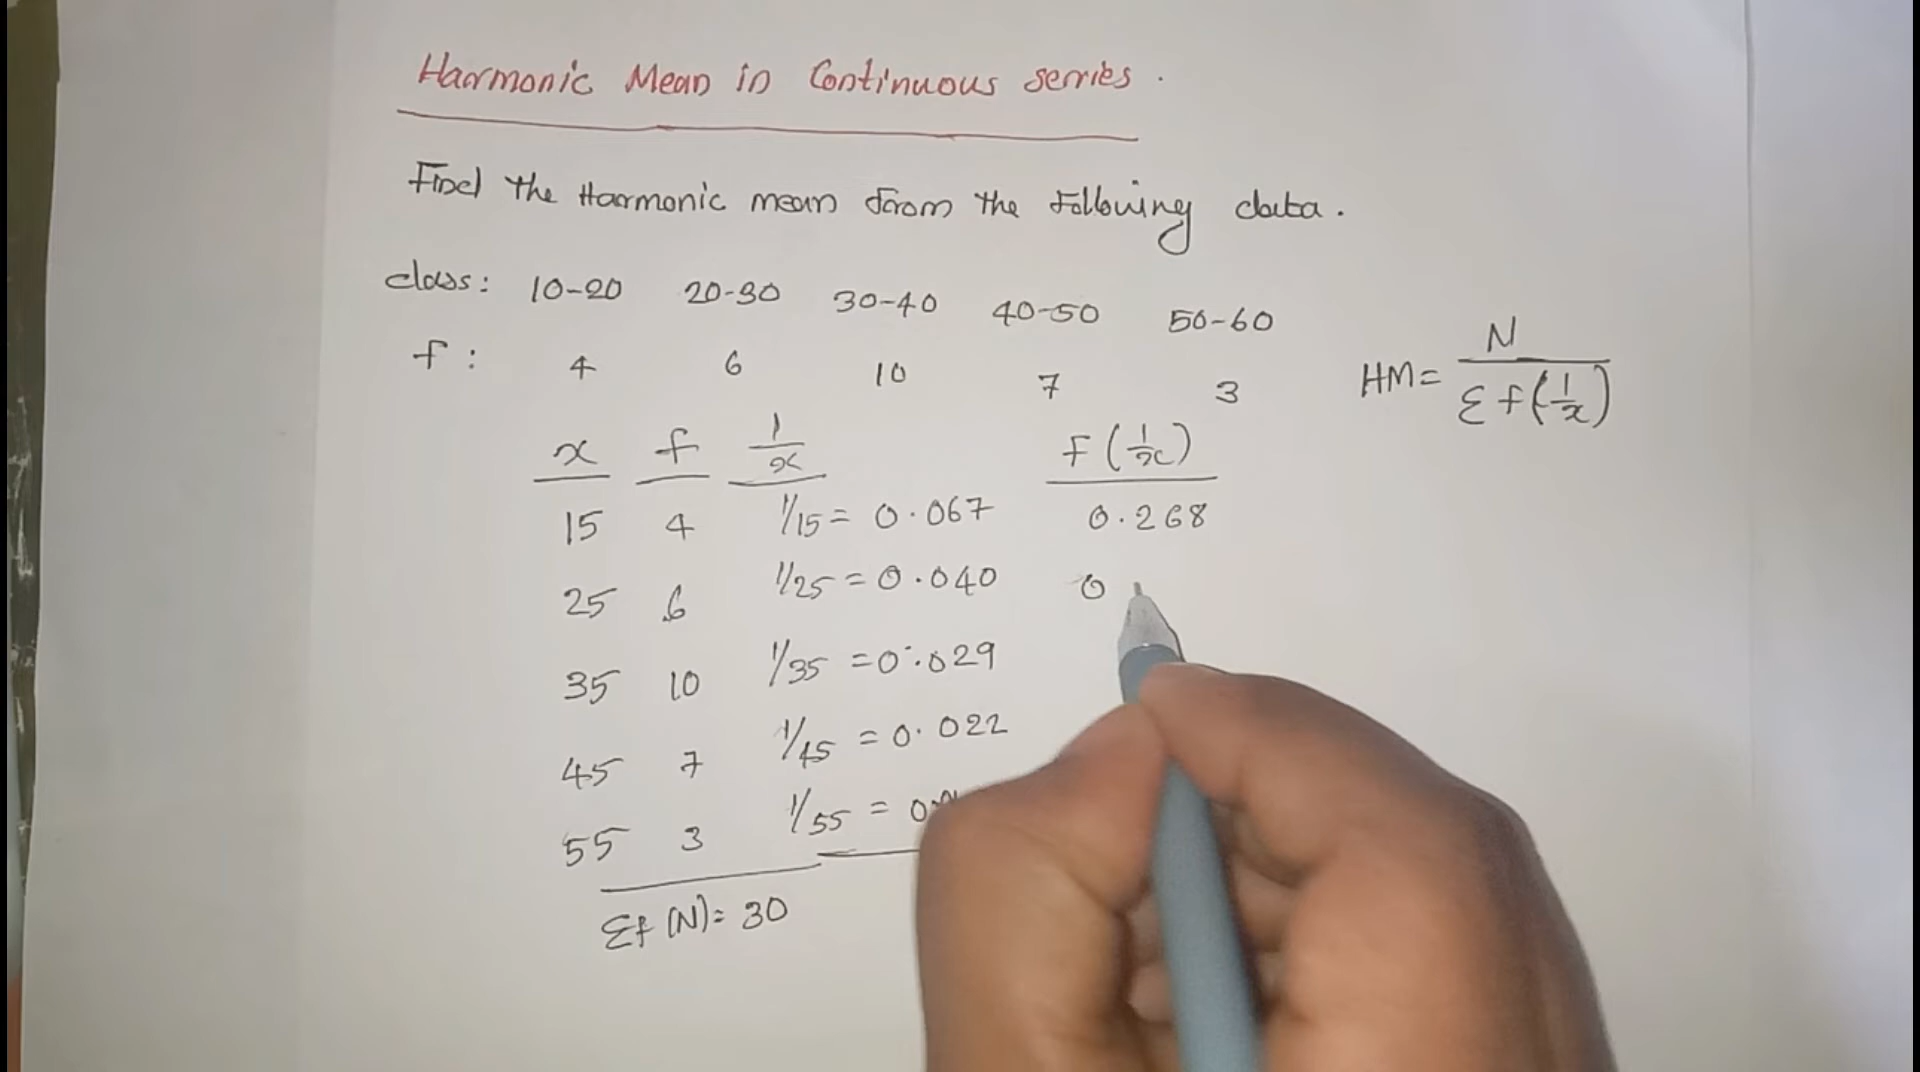 Harmonic Mean in Continuous series.
Find the Harmonic mean from the following data.
class: 10-20 20-30 30-40 40-50 50-60
f: 4 6 10 7 3
HM = N / Σf(1/x)
x f 1/x F(1/x)
15 4 1/15 = 0.067 0.268
25 6 1/25 = 0.040 0
35 10 1/35 = 0.029
45 7 1/45 = 0.022
55 3 1/55 = 0.
Σf (N) = 30